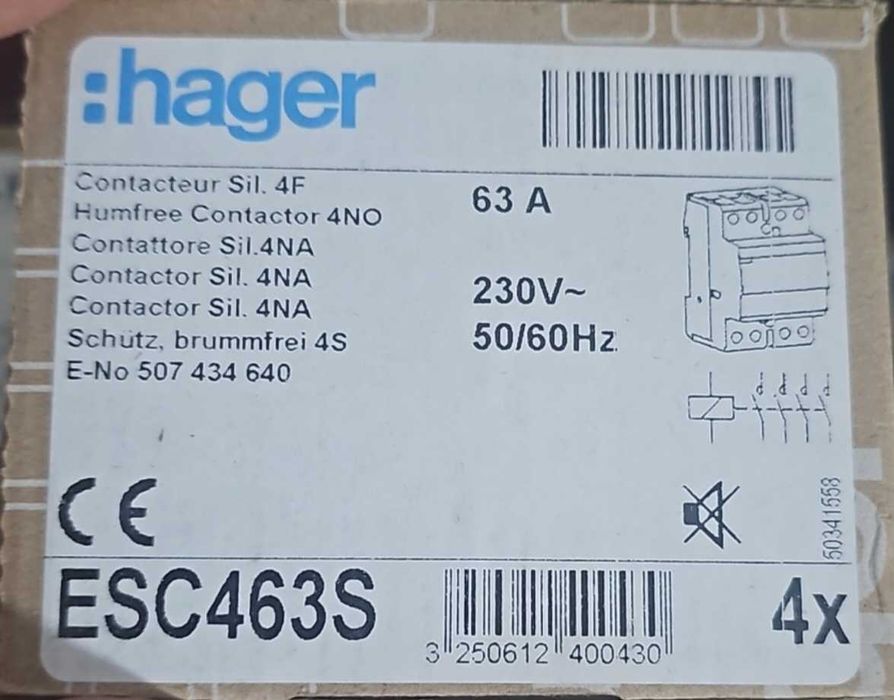 :hager
Contacteur Sil. 4F
Humfree Contactor 4NO
Contattore Sil.4NA
Contactor Sil. 4NA
Contactor Sil. 4NA
Schütz, brummfrei 4S
E-No 507 434 640
63 A
230V~
50/60Hz
60341558
CE
ESC463S
3 250612 400430
4x